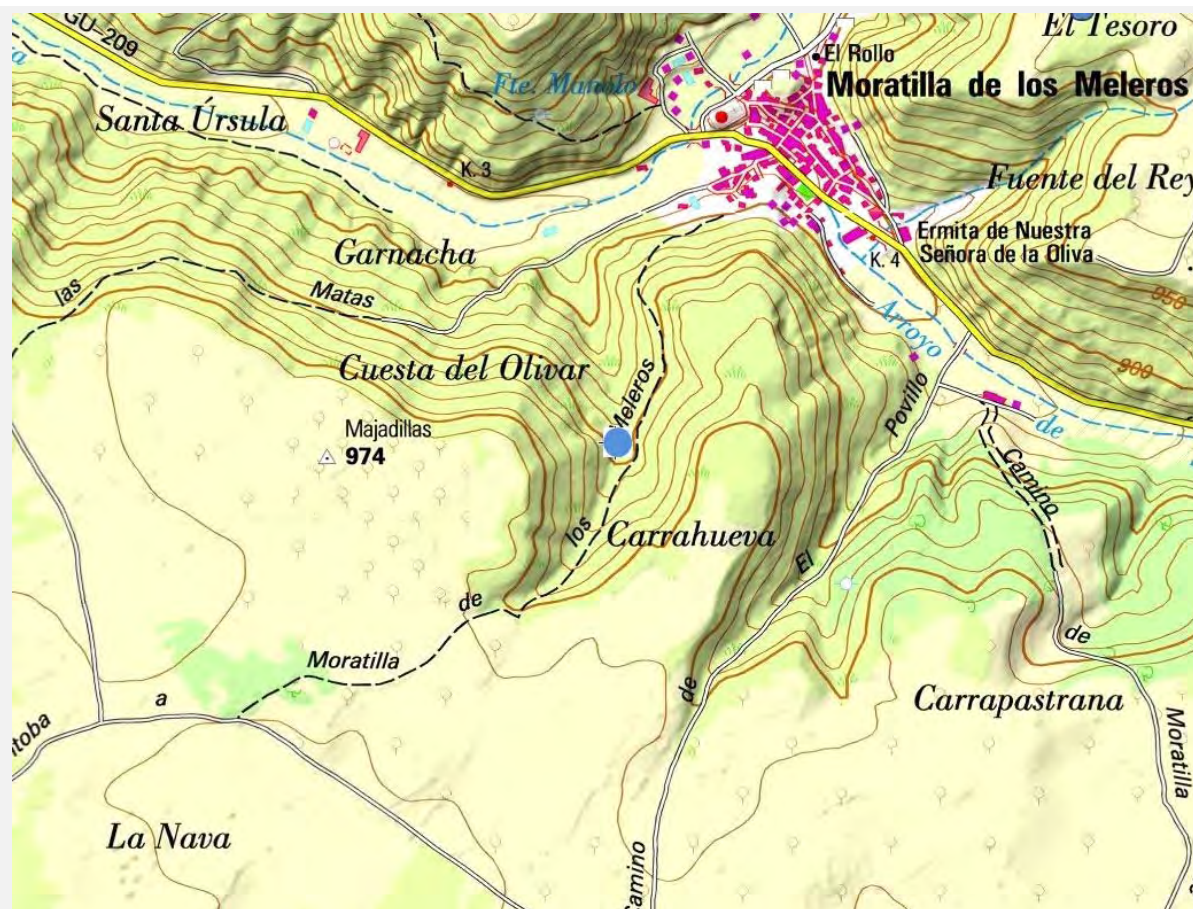 GU-209
El Tesoro
El Rollo
Moratilla de los Meleros
Fte. Manolo
Santa Úrsula
K. 3
Fuente del Rey
Ermita de Nuestra
Señora de la Oliva
K. 4
Garnacha
las
Matas
950
Arroyo
900
Cuesta del Olivar
Meleros
Povillo
de
Majadillas
974
Camino
los
Carrahueva
El
de
de
Moratilla
de
Carrapastrana
a
Moratilla
La Nava